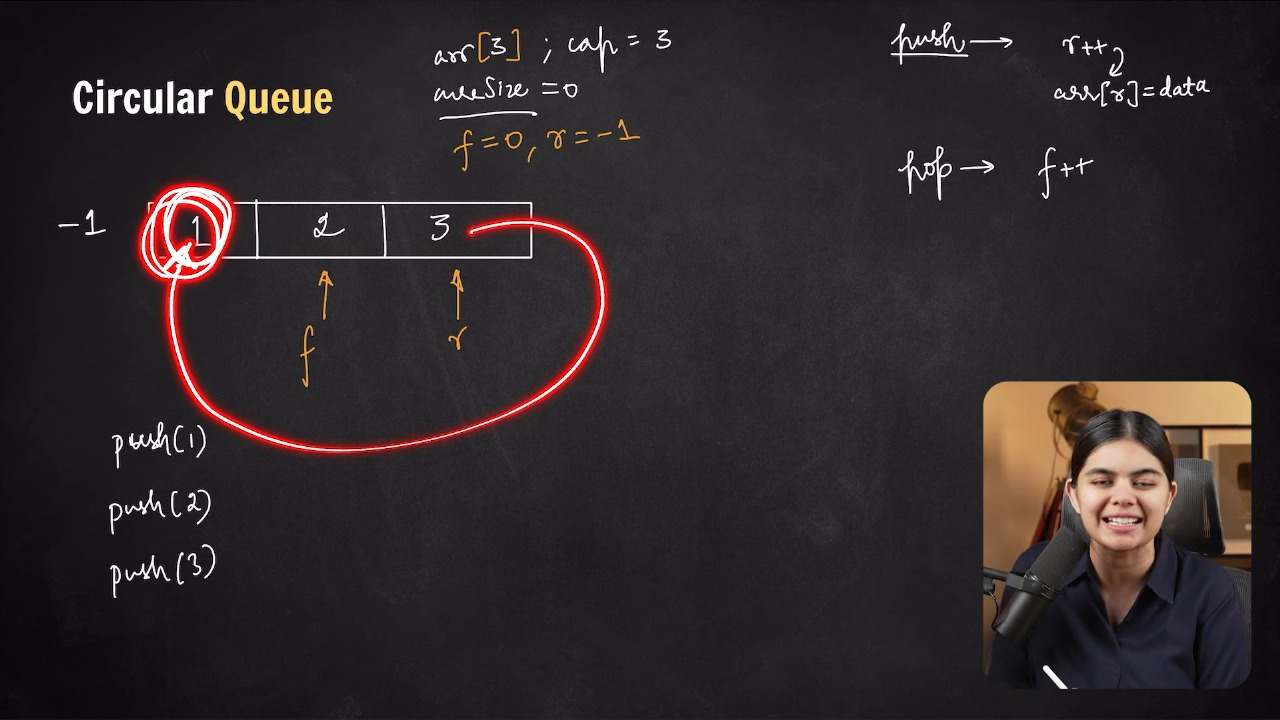 Circular Queue
arr[3] ; cap = 3
= 0
f=0, r=-1
push → r++
arr[r]=data
pop → f++
-1 1 2 3
f r
push(1)
push(2)
push(3)